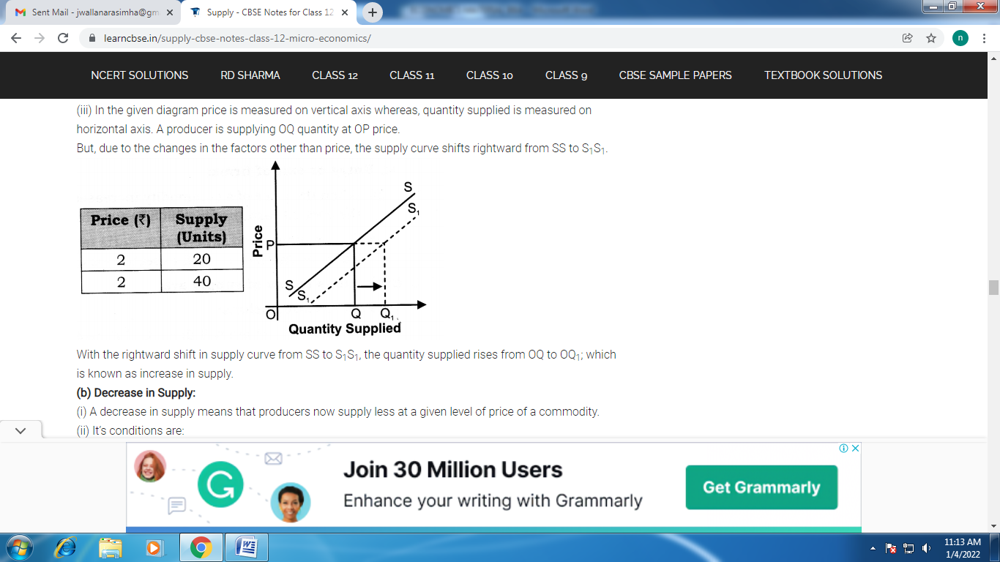 Sent Mail - jwallanarasimha@gm
Supply - CBSE Notes for Class 12
learncbse.in/supply-cbse-notes-class-12-micro-economics/
n
NCERT SOLUTIONS RD SHARMA CLASS 12 CLASS 11 CLASS 10 CLASS 9 CBSE SAMPLE PAPERS TEXTBOOK SOLUTIONS
(iii) In the given diagram price is measured on vertical axis whereas, quantity supplied is measured on
horizontal axis. A producer is supplying OQ quantity at OP price.
But, due to the changes in the factors other than price, the supply curve shifts rightward from SS to S₁S₁.
Price (₹) Supply (Units)
2 20
2 40
Price
S
S₁
P
S
S₁
O Q Q₁
Quantity Supplied
With the rightward shift in supply curve from SS to S₁S₁, the quantity supplied rises from OQ to OQ₁; which
is known as increase in supply.
(b) Decrease in Supply:
(i) A decrease in supply means that producers now supply less at a given level of price of a commodity.
(ii) It's conditions are:
G
Join 30 Million Users
Enhance your writing with Grammarly
Get Grammarly
W
11:13 AM
1/4/2022